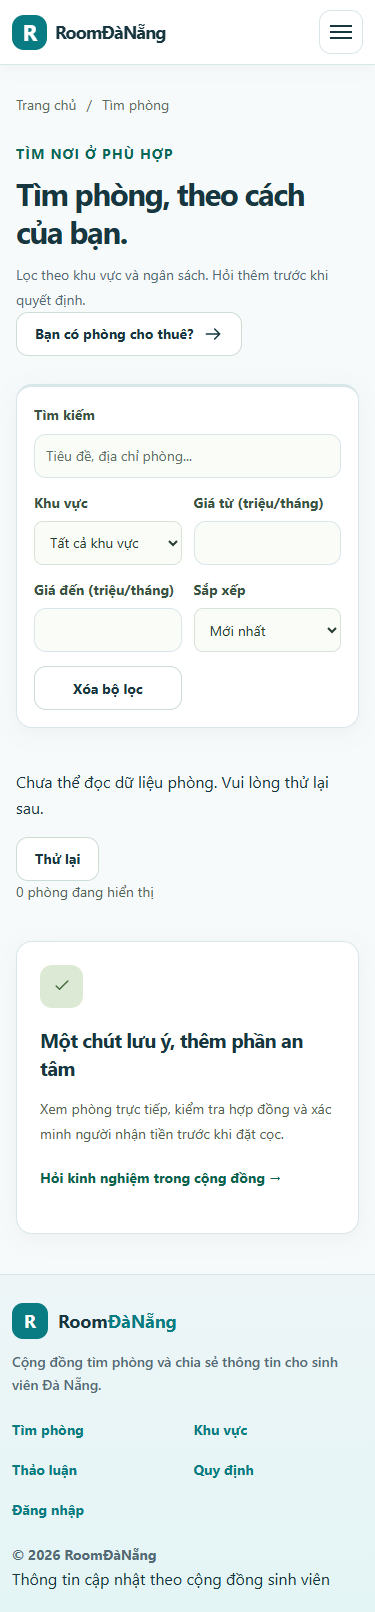 R RoomĐàNẵng
Trang chủ / Tìm phòng
TÌM NƠI Ở PHÙ HỢP
Tìm phòng, theo cách
của bạn.
Lọc theo khu vực và ngân sách. Hỏi thêm trước khi
quyết định.
Bạn có phòng cho thuê? →
Tìm kiếm
Tiêu đề, địa chỉ phòng...
Khu vực Giá từ (triệu/tháng)
Tất cả khu vực
Giá đến (triệu/tháng) Sắp xếp
Mới nhất
Xóa bộ lọc
Chưa thể đọc dữ liệu phòng. Vui lòng thử lại
sau.
Thử lại
0 phòng đang hiển thị
Một chút lưu ý, thêm phần an
tâm
Xem phòng trực tiếp, kiểm tra hợp đồng và xác
minh người nhận tiền trước khi đặt cọc.
Hỏi kinh nghiệm trong cộng đồng →
R RoomĐàNẵng
Cộng đồng tìm phòng và chia sẻ thông tin cho sinh
viên Đà Nẵng.
Tìm phòng Khu vực
Thảo luận Quy định
Đăng nhập
© 2026 RoomĐàNẵng
Thông tin cập nhật theo cộng đồng sinh viên